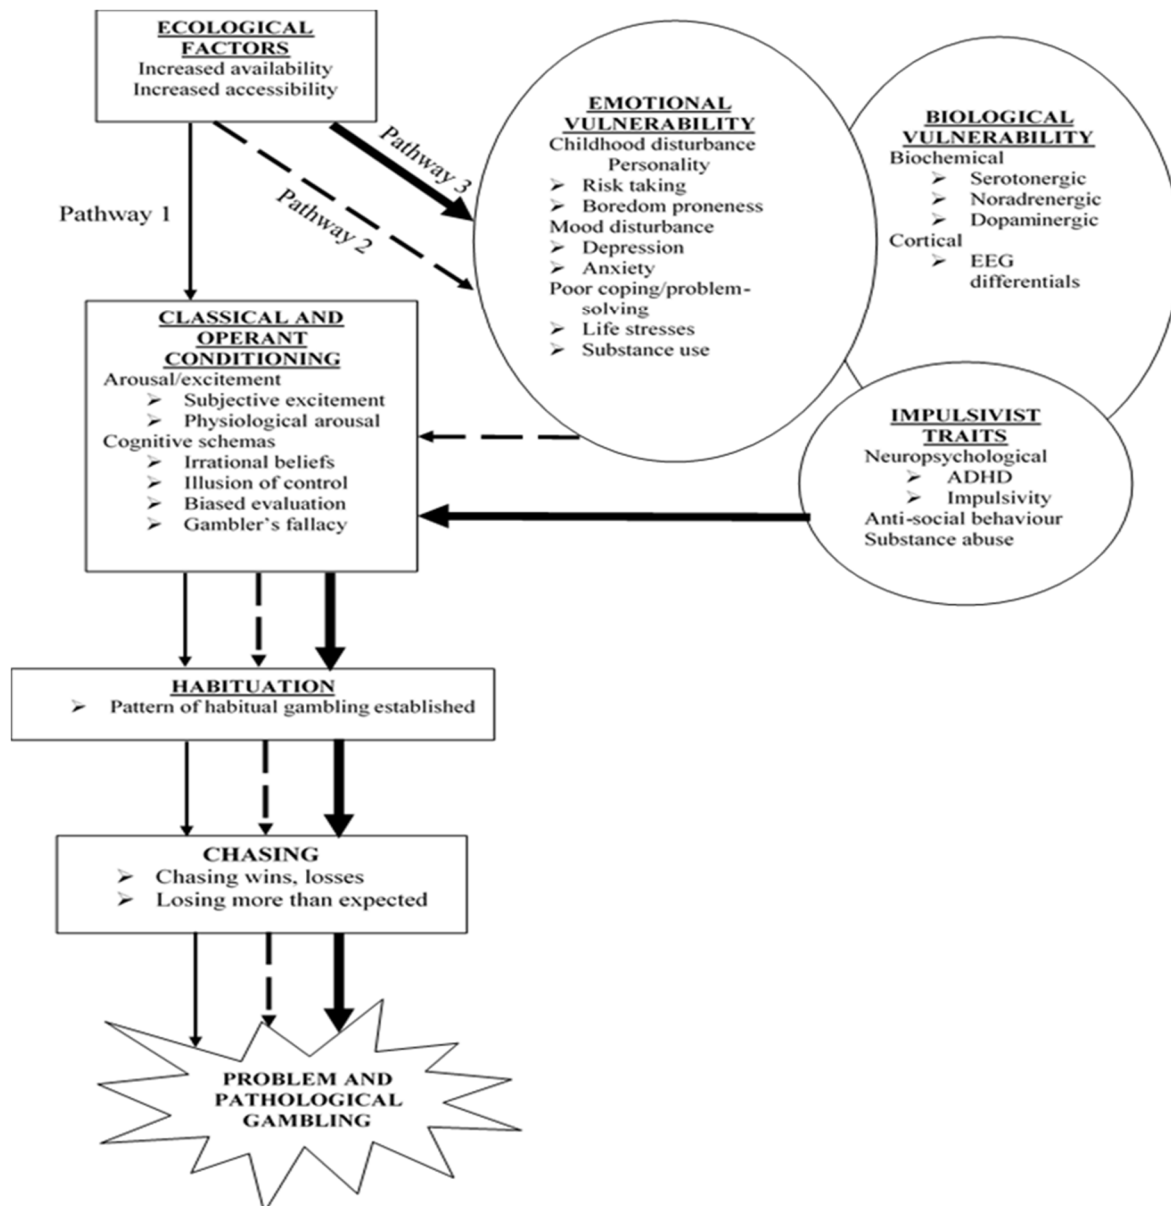 ECOLOGICAL
FACTORS
Increased availability
Increased accessibility
Pathway 1
Pathway 2
Pathway 3
EMOTIONAL
VULNERABILITY
Childhood disturbance
Personality
Risk taking
Boredom proneness
Mood disturbance
Depression
Anxiety
Poor coping/problem-
solving
Life stresses
Substance use
BIOLOGICAL
VULNERABILITY
Biochemical
Serotonergic
Noradrenergic
Dopaminergic
Cortical
EEG
differentials
IMPULSIVIST
TRAITS
Neuropsychological
ADHD
Impulsivity
Anti-social behaviour
Substance abuse
CLASSICAL AND
OPERANT
CONDITIONING
Arousal/excitement
Subjective excitement
Physiological arousal
Cognitive schemas
Irrational beliefs
Illusion of control
Biased evaluation
Gambler's fallacy
HABITUATION
Pattern of habitual gambling established
CHASING
Chasing wins, losses
Losing more than expected
PROBLEM AND
PATHOLOGICAL
GAMBLING